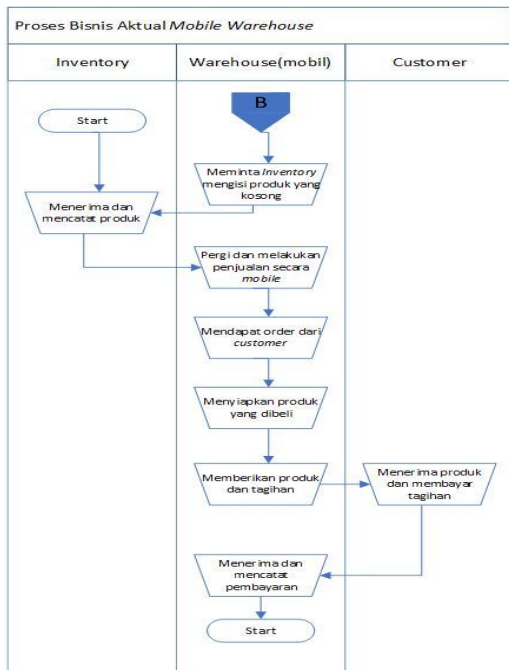 Proses Bisnis Aktual Mobile Warehouse
Inventory
Warehouse(mobil)
Customer
Start
B
Meminta Inventory
mengisi produk yang
kosong
Menerima dan
mencatat produk
Pergi dan melakukan
penjualan secara
mobile
Mendapat order dari
customer
Menyiapkan produk
yang dibeli
Memberikan produk
dan tagihan
Menerima produk
dan membayar
tagihan
Menerima dan
mencatat
pembayaran
Start